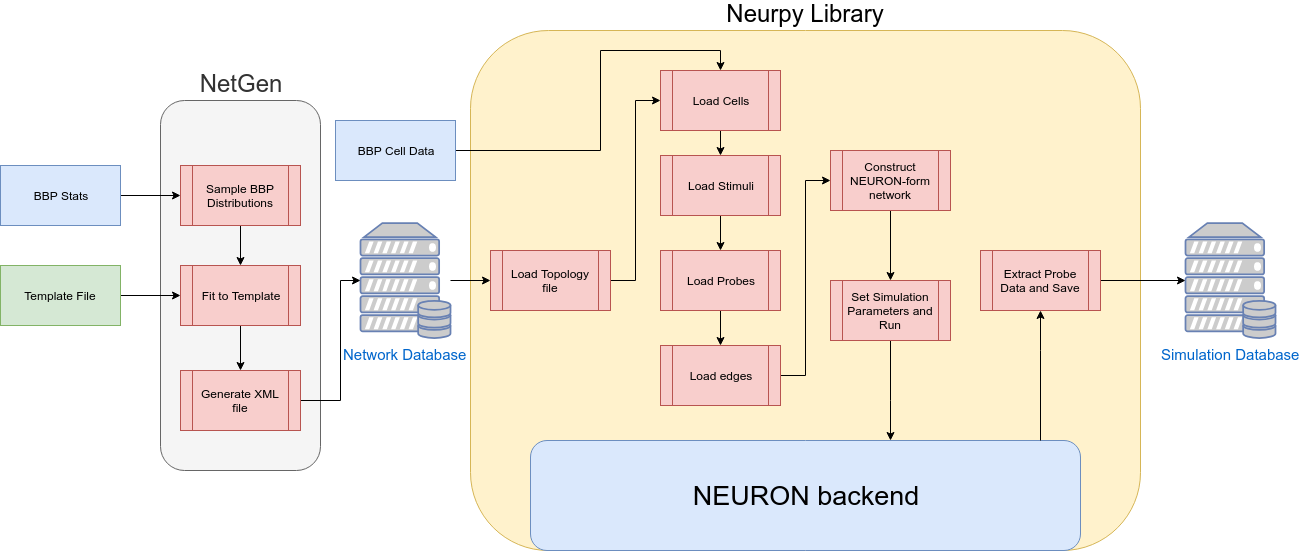 Neurpy Library
NetGen
BBP Stats
Template File
Sample BBP
Distributions
Fit to Template
Generate XML
file
BBP Cell Data
Network Database
Load Topology
file
Load Cells
Load Stimuli
Load Probes
Load edges
Construct
NEURON-form
network
Set Simulation
Parameters and
Run
NEURON backend
Extract Probe
Data and Save
Simulation Database